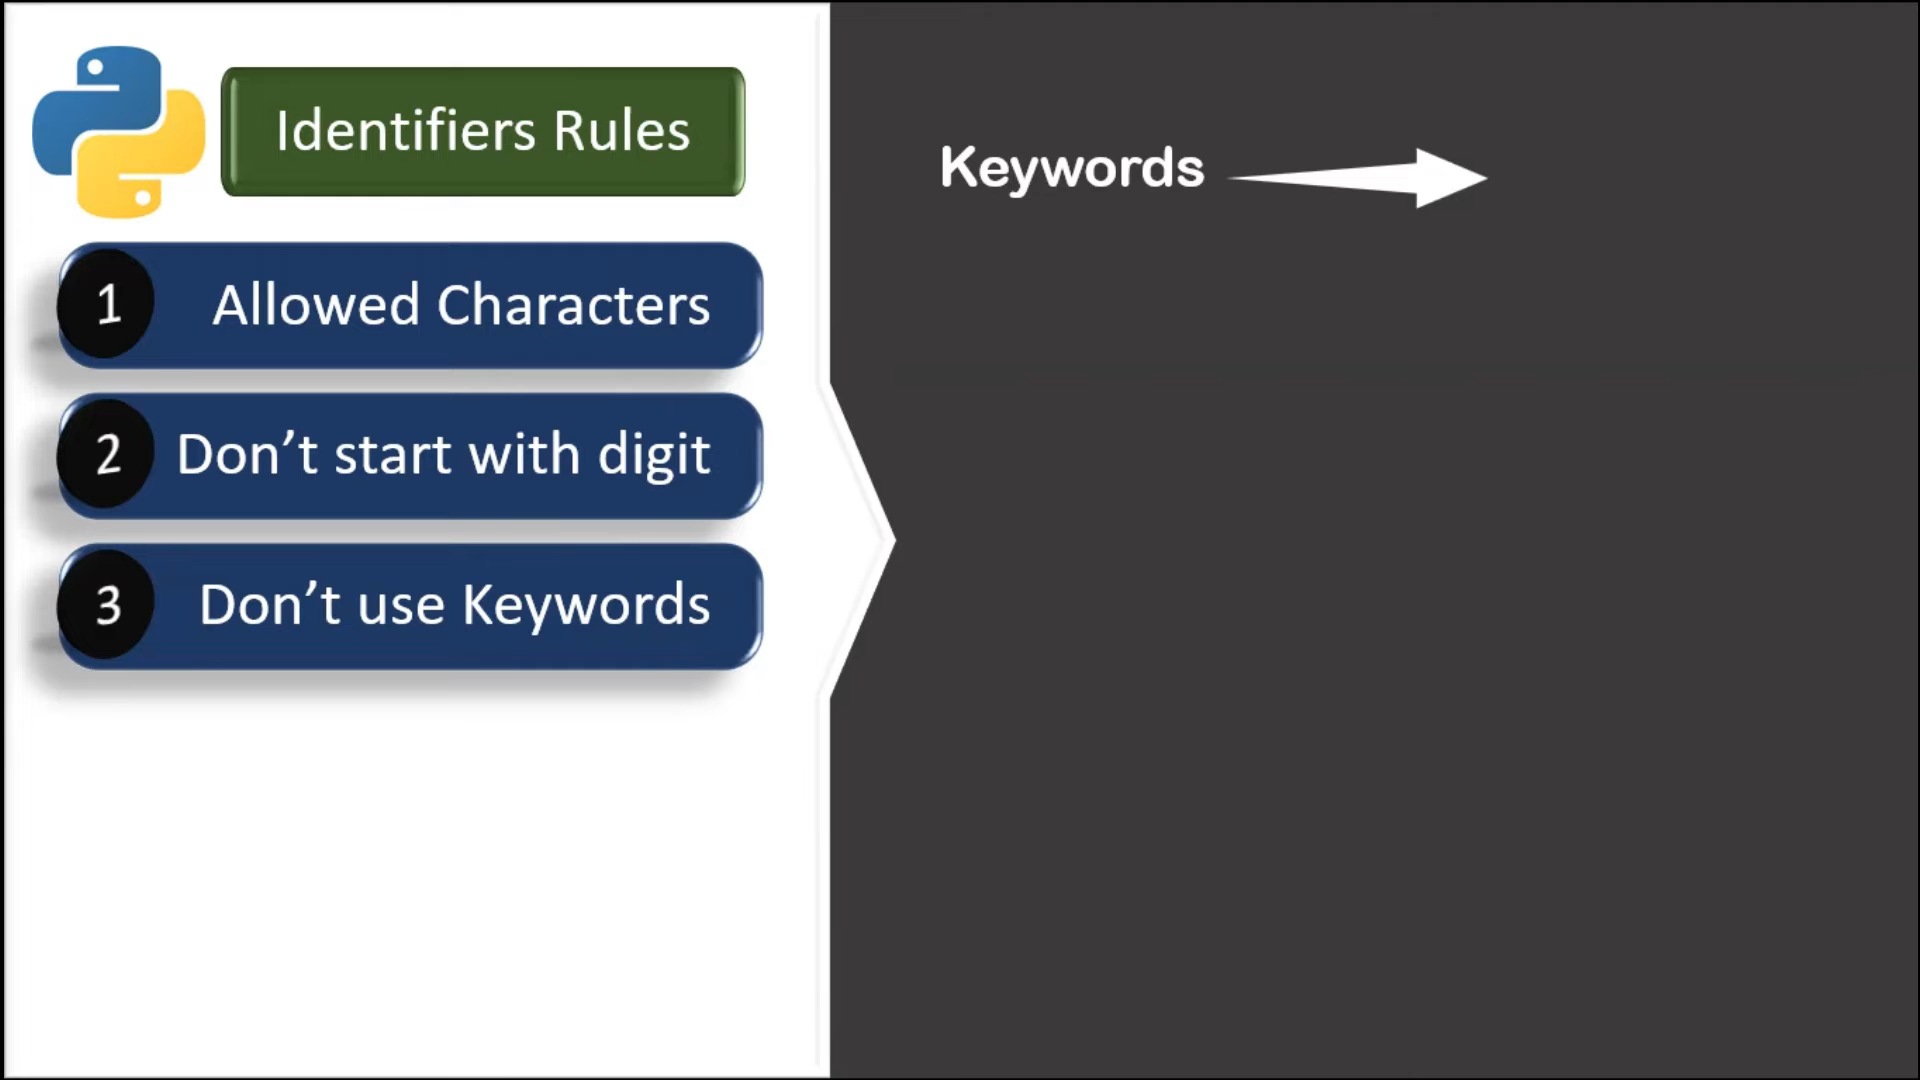 Identifiers Rules
1 Allowed Characters
2 Don’t start with digit
3 Don’t use Keywords
Keywords